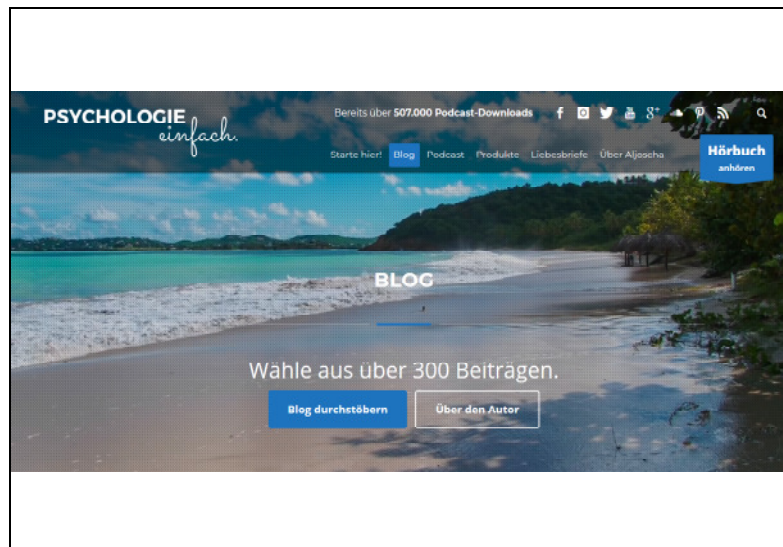 PSYCHOLOGIE
einfach.
Bereits über 507.000 Podcast-Downloads
Starte hier! Blog Podcast Produkte Liebesbriefe Über Aljoscha
Hörbuch
anhören
BLOG
Wähle aus über 300 Beiträgen.
Blog durchstöbern Über den Autor